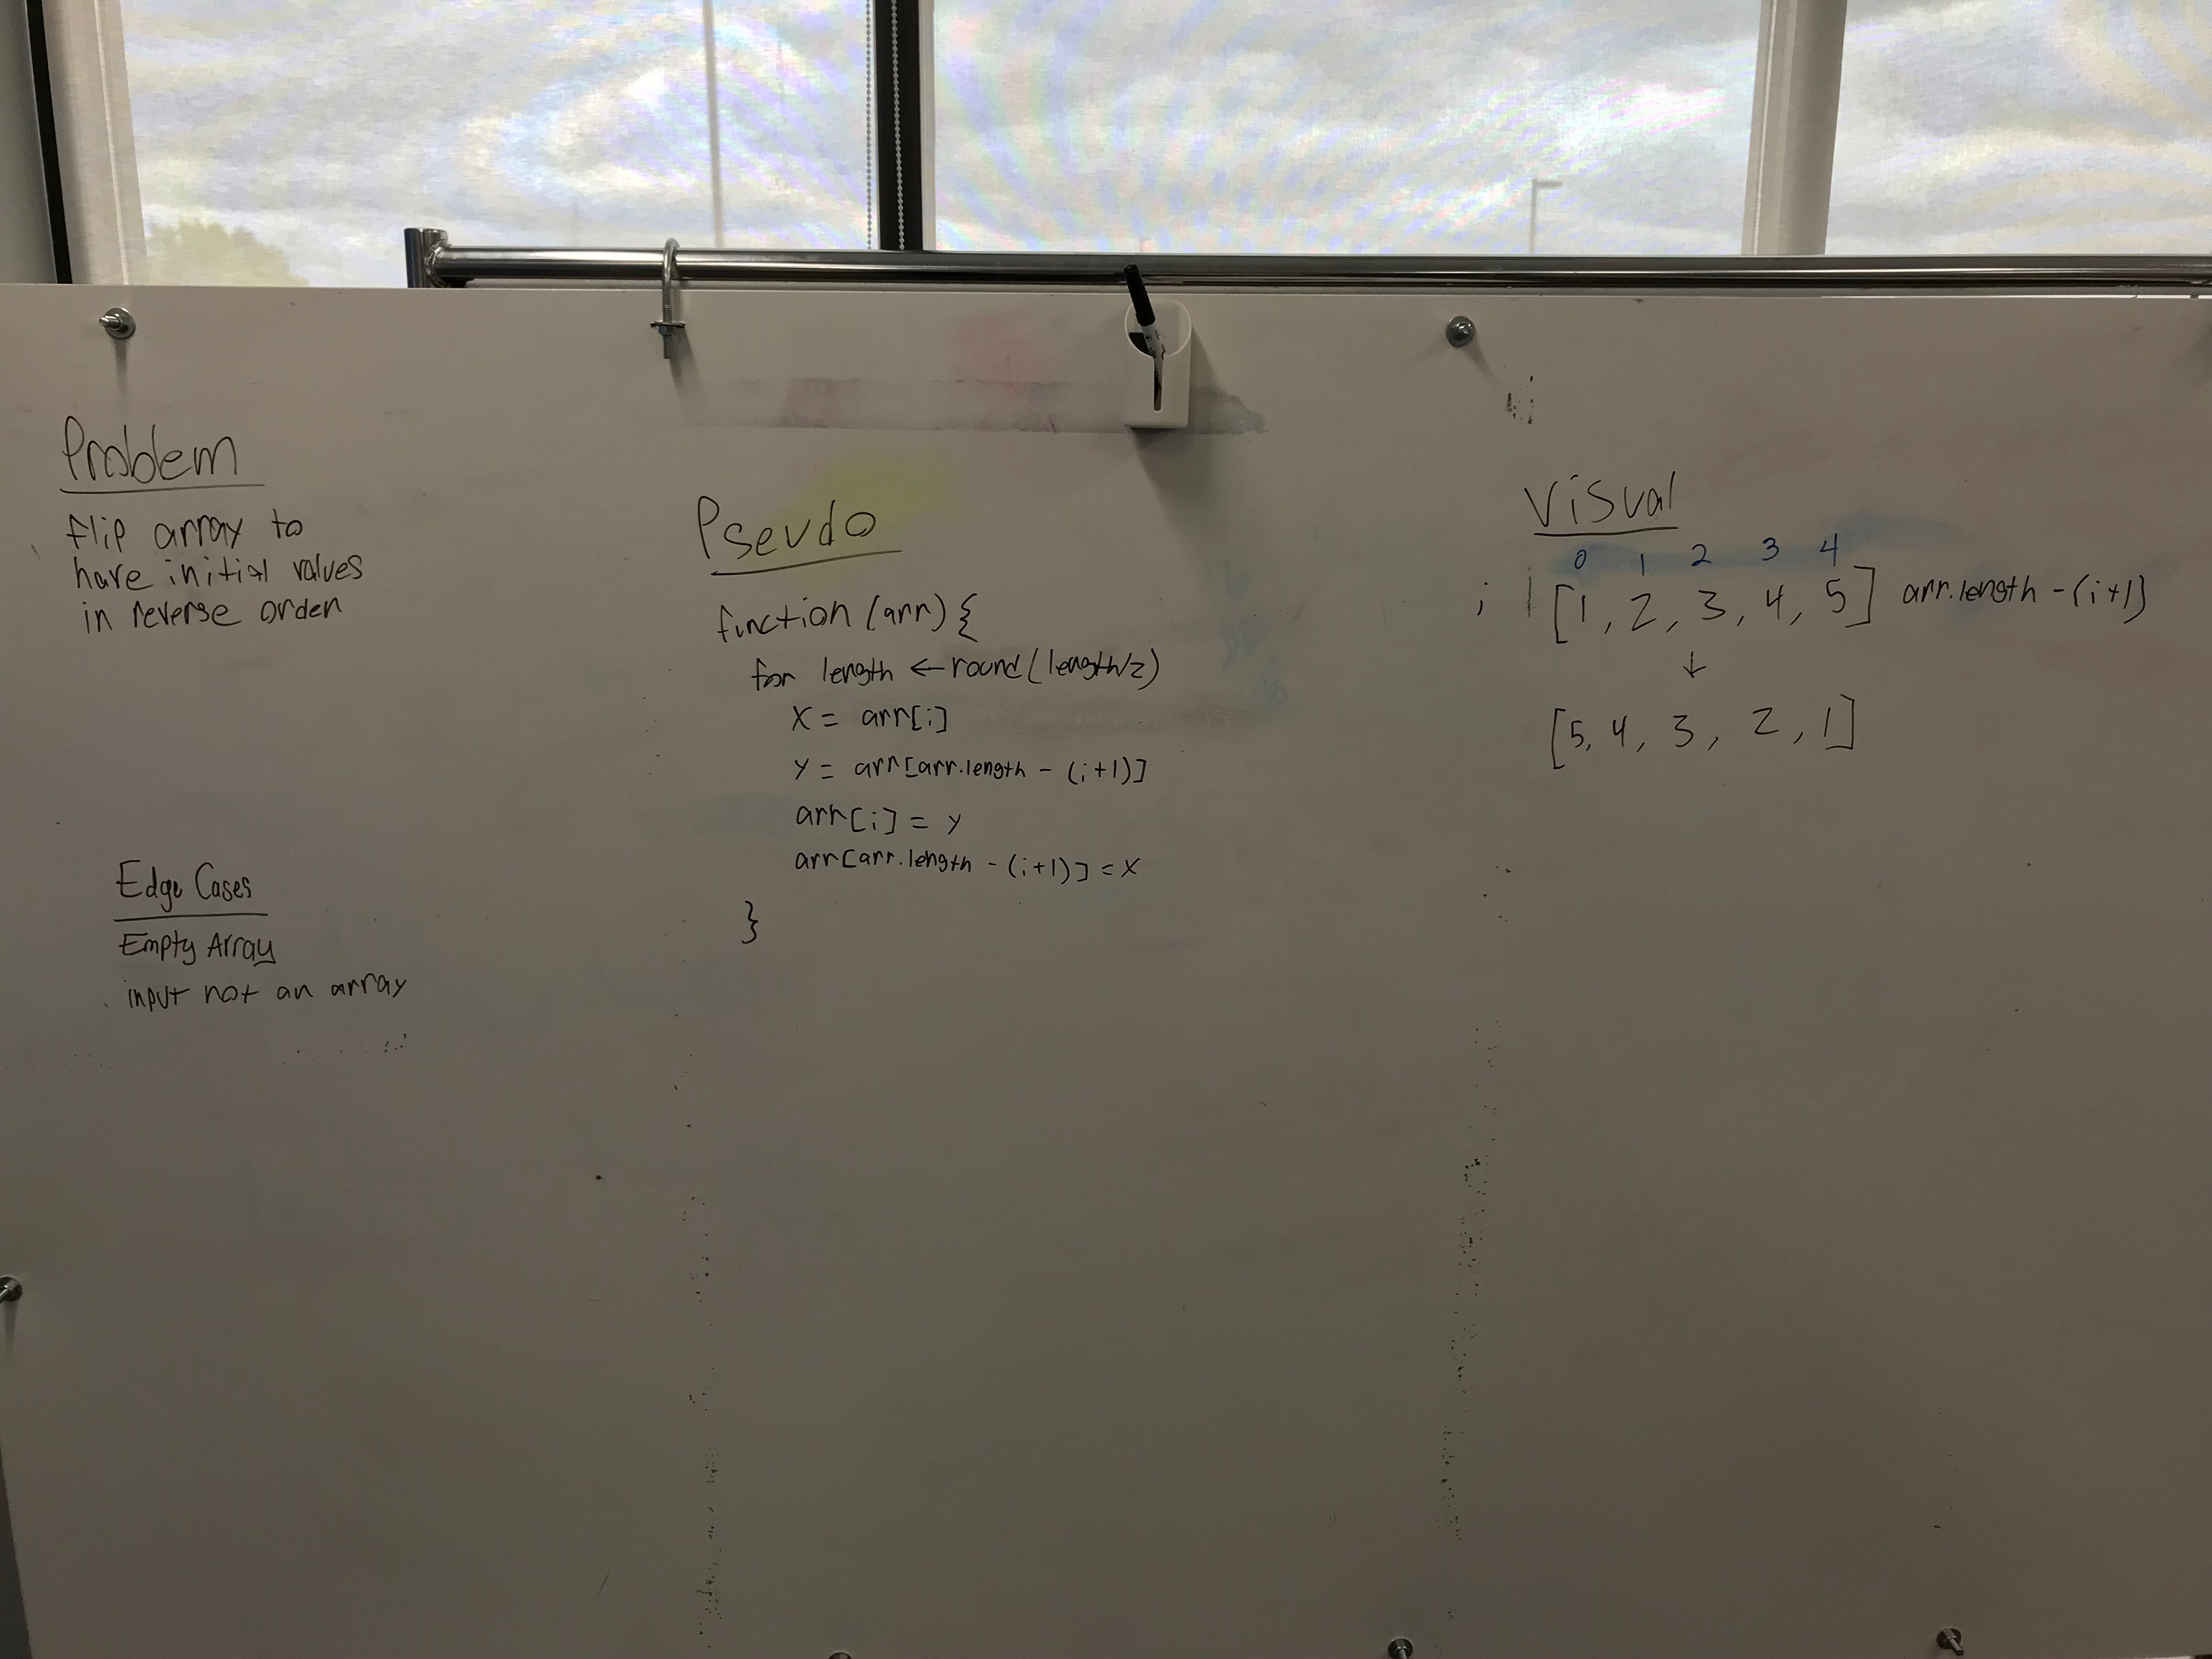 Problem
flip array to
have initial values
in reverse order
Edge Cases
Empty Array
input not an array
Pseudo
function (arr) {
for length ← round(length/2)
X = arr[i]
Y = arr[arr.length - (i+1)]
arr[i] = Y
arr[arr.length - (i+1)] = X
}
Visual
0 1 2 3 4
i [1, 2, 3, 4, 5] arr.length - (i+1)
↓
[5, 4, 3, 2, 1]